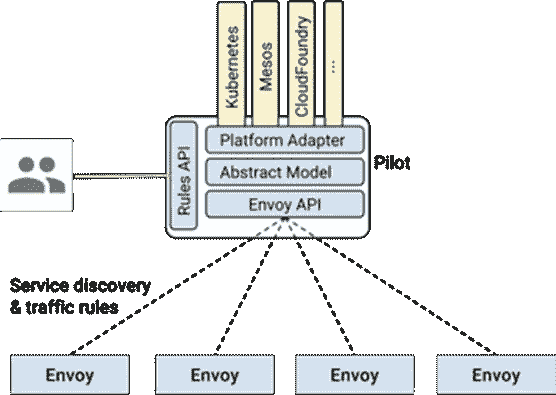 Kubernetes
Mesos
CloudFoundry
...
Rules API
Platform Adapter
Abstract Model
Envoy API
Pilot
Service discovery
& traffic rules
Envoy
Envoy
Envoy
Envoy